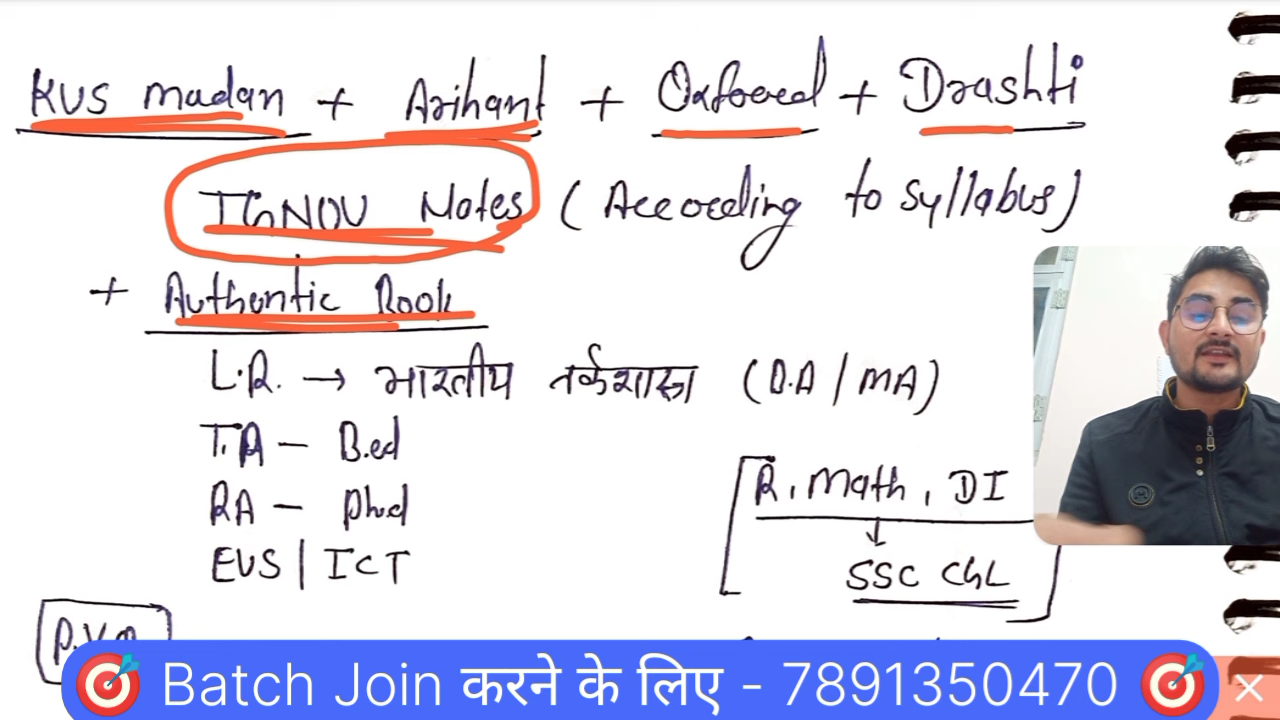 KVS madan + Arihant + Oxfoored + Drashti
IGNOU Notes (According to Syllabus)
+ Authentic Book
L.R. → भारतीय तर्कशास्त्र (B.A / MA)
T.A — B.ed
RA — Phd
EVS | ICT
R, Math, DI
↓
SSC CGL
P.Y.Q
🎯 Batch Join करने के लिए - 7891350470 🎯